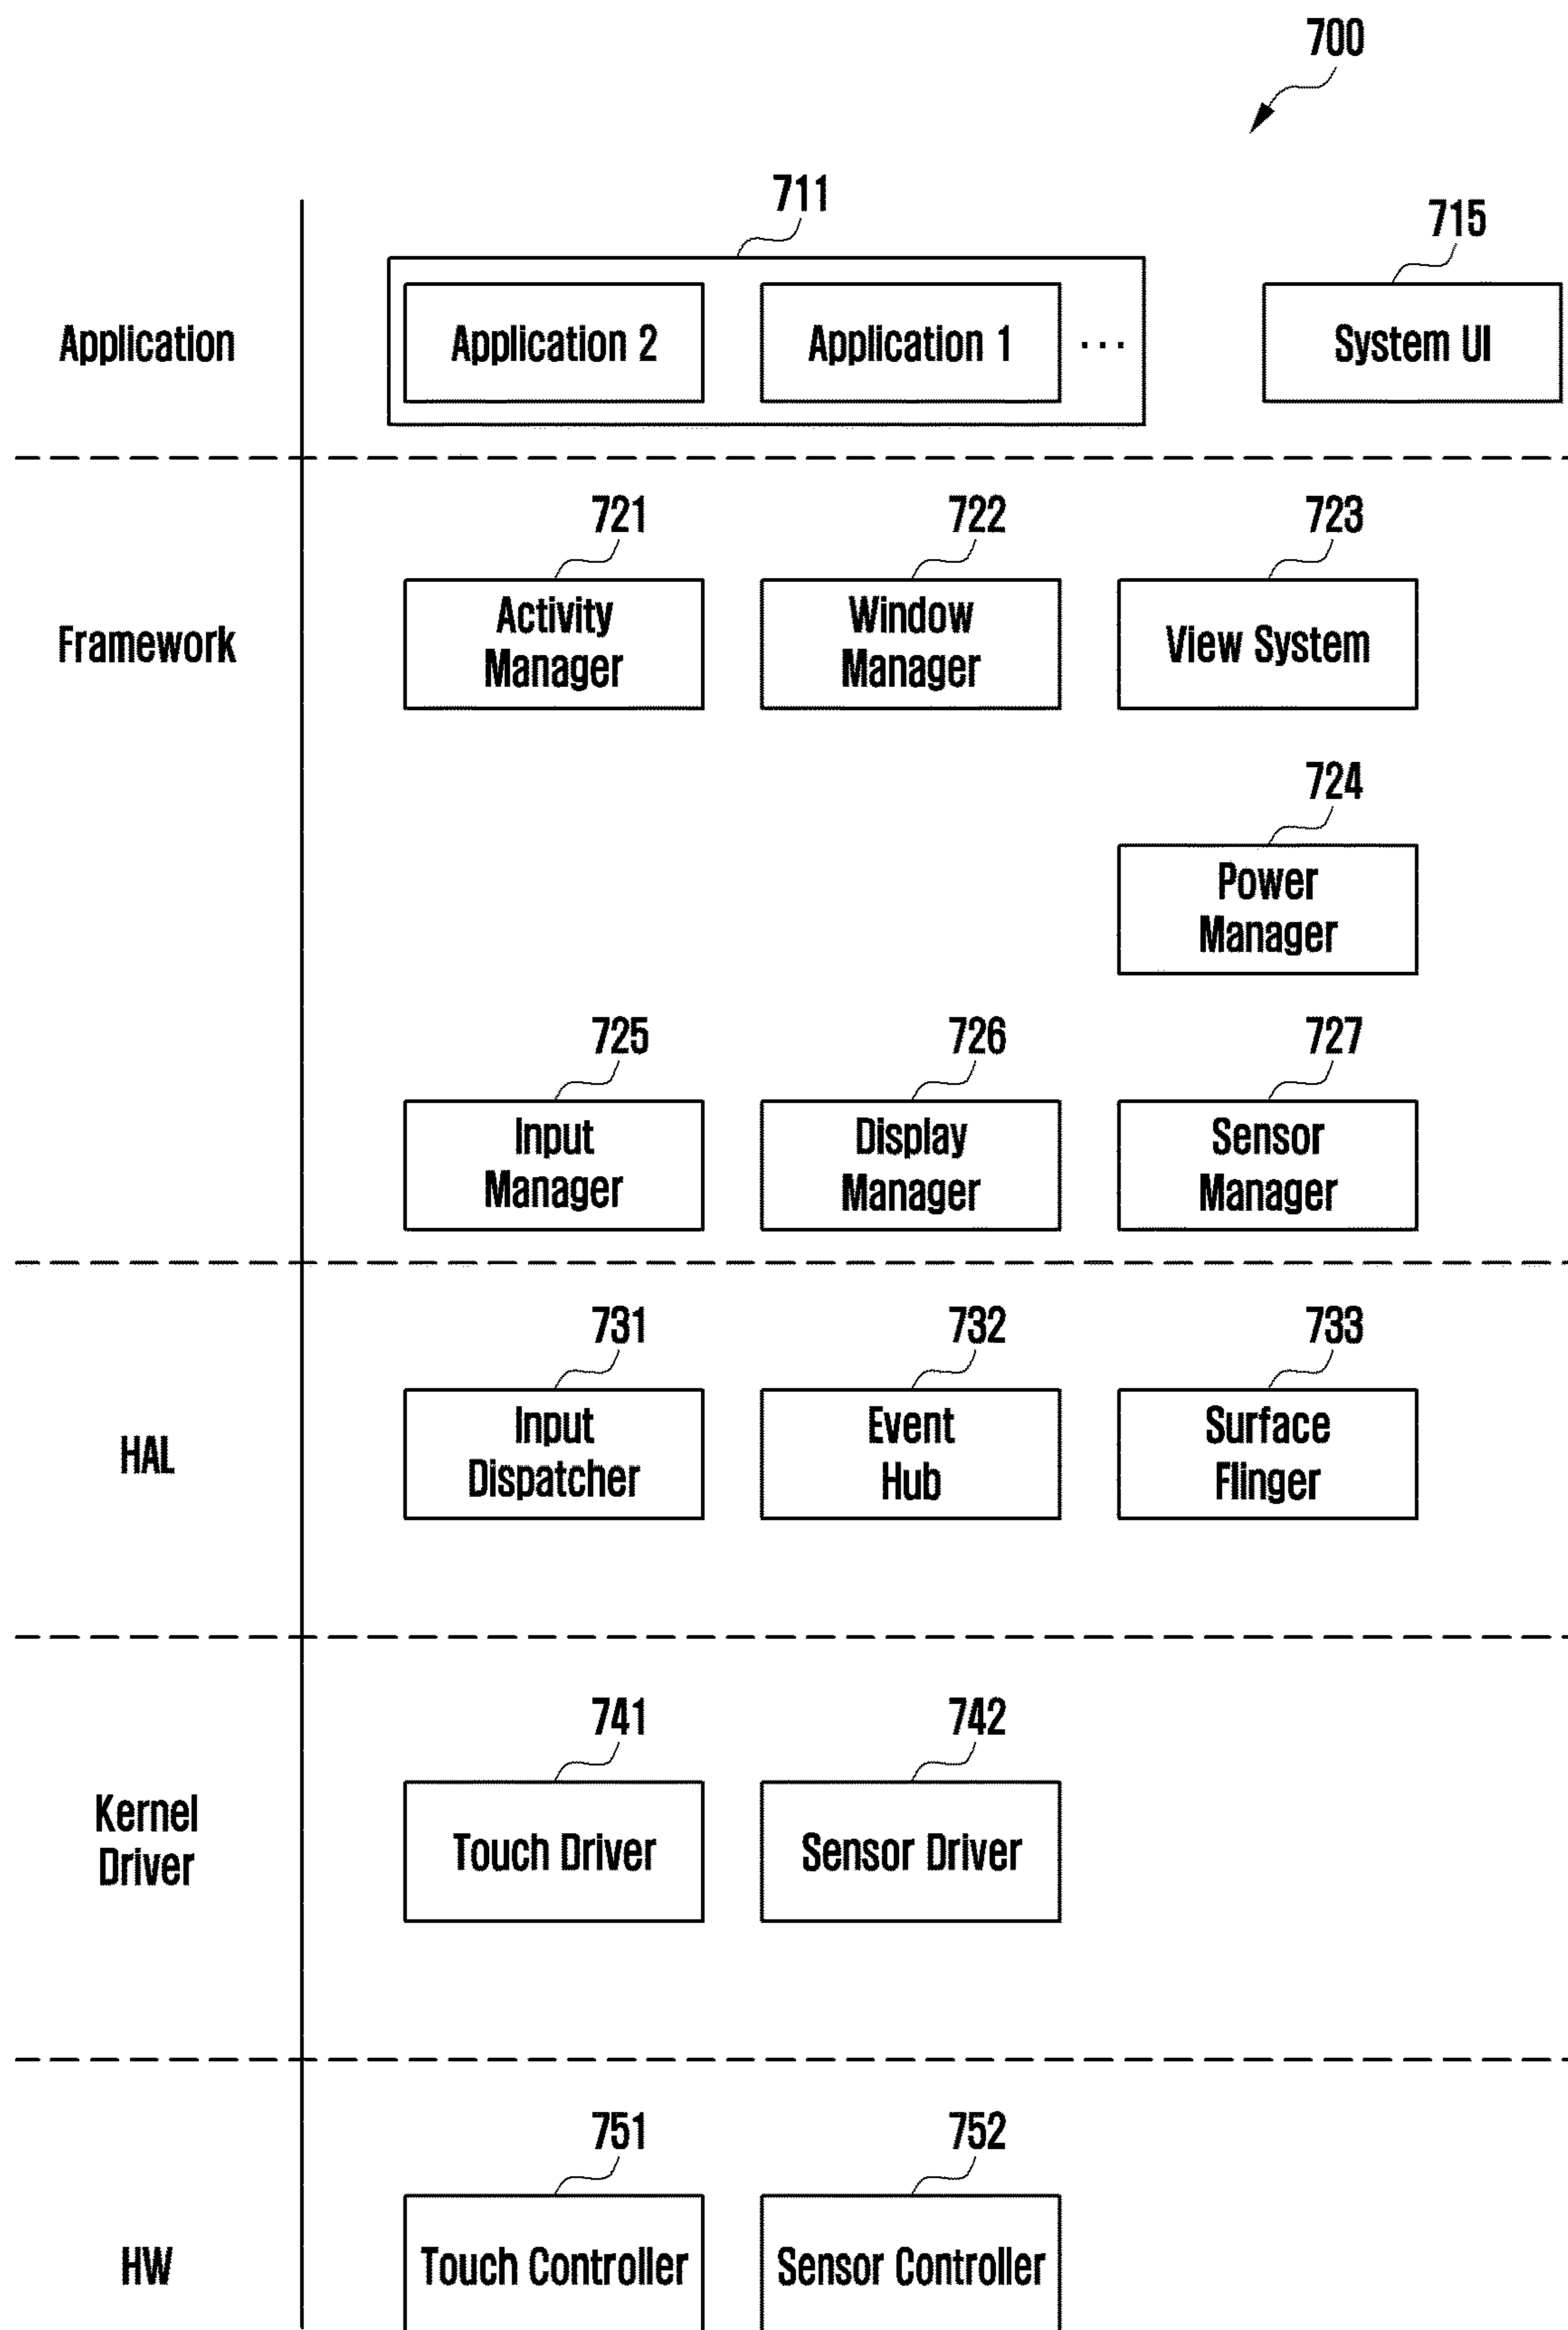 700
711
715
Application
Application 2
Application 1
...
System UI
721
722
723
Framework
Activity
Manager
Window
Manager
View System
724
Power
Manager
725
726
727
Input
Manager
Display
Manager
Sensor
Manager
731
732
733
HAL
Input
Dispatcher
Event
Hub
Surface
Flinger
741
742
Kernel
Driver
Touch Driver
Sensor Driver
751
752
HW
Touch Controller
Sensor Controller